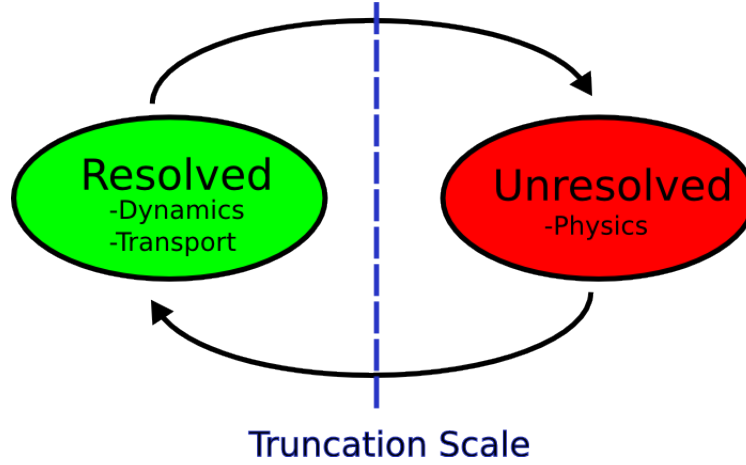 Resolved
-Dynamics
-Transport
Unresolved
-Physics
Truncation Scale